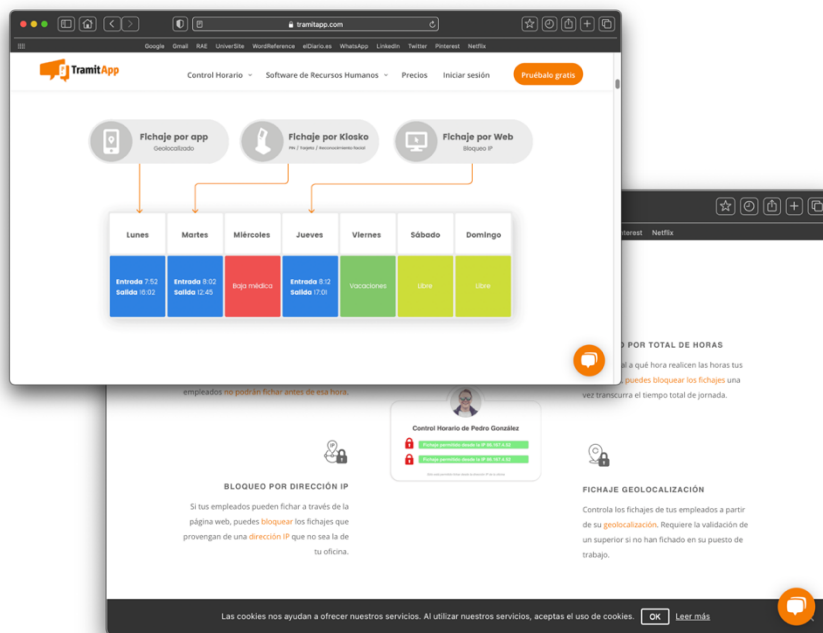 tramitapp.com
Google Gmail RAE UniverSite WordReference elDiario.es WhatsApp LinkedIn Twitter Pinterest Netflix
TramitApp
Control Horario Software de Recursos Humanos Precios Iniciar sesión Pruébalo gratis
Fichaje por app
Geolocalizado
Fichaje por Kiosko
PIN / Tarjeta / Reconocimiento facial
Fichaje por Web
Bloqueo IP
Lunes Martes Miércoles Jueves Viernes Sábado Domingo
Entrada 7:52
Salida 16:02
Entrada 8:02
Salida 12:45
Baja médica
Entrada 8:12
Salida 17:01
Vacaciones
Libre
Libre
Netflix
POR TOTAL DE HORAS
al a qué hora realicen las horas tus
puedes bloquear los fichajes una
vez transcurra el tiempo total de jornada.
empleados no podrán fichar antes de esa hora.
Control Horario de Pedro González
BLOQUEO POR DIRECCIÓN IP
Si tus empleados pueden fichar a través de la
página web, puedes bloquear los fichajes que
provengan de una dirección IP que no sea la de
tu oficina.
FICHAJE GEOLOCALIZACIÓN
Controla los fichajes de tus empleados a partir
de su geolocalización. Requiere la validación de
un superior si no han fichado en su puesto de
trabajo.
Las cookies nos ayudan a ofrecer nuestros servicios. Al utilizar nuestros servicios, aceptas el uso de cookies. OK Leer más